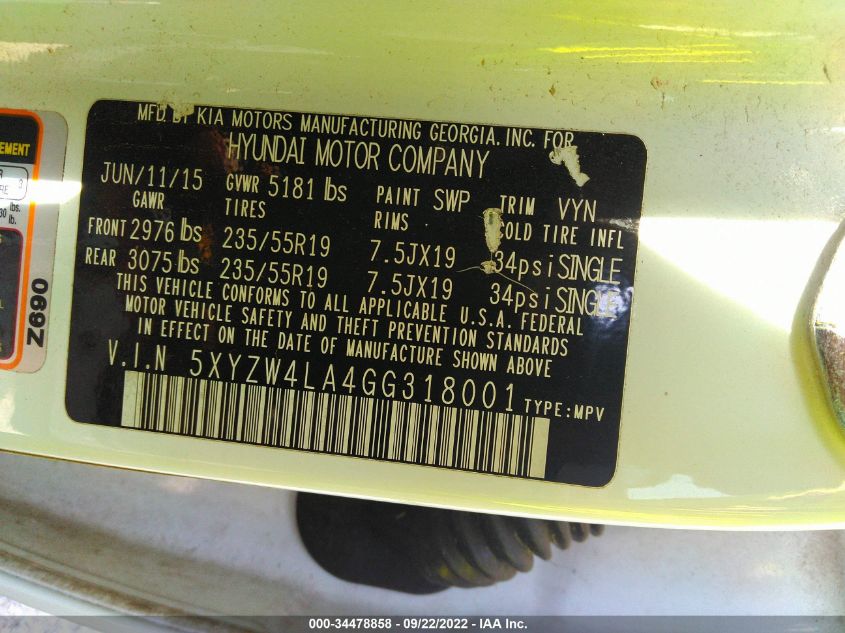 MFD. BY KIA MOTORS MANUFACTURING GEORGIA. INC. FOR
HYUNDAI MOTOR COMPANY
JUN/11/15 GVWR 5181 lbs PAINT SWP TRIM VYN
GAWR TIRES RIMS COLD TIRE INFL
FRONT 2976 lbs 235/55R19 7.5JX19 34psi SINGLE
REAR 3075 lbs 235/55R19 7.5JX19 34psi SINGLE
THIS VEHICLE CONFORMS TO ALL APPLICABLE U.S.A. FEDERAL
MOTOR VEHICLE SAFETY AND THEFT PREVENTION STANDARDS
IN EFFECT ON THE DATE OF MANUFACTURE SHOWN ABOVE
V.I.N 5XYZW4LA4GG318001 TYPE:MPV
EMENT
lbs.
lb.
Z690
000-34478858 - 09/22/2022 - IAA Inc.